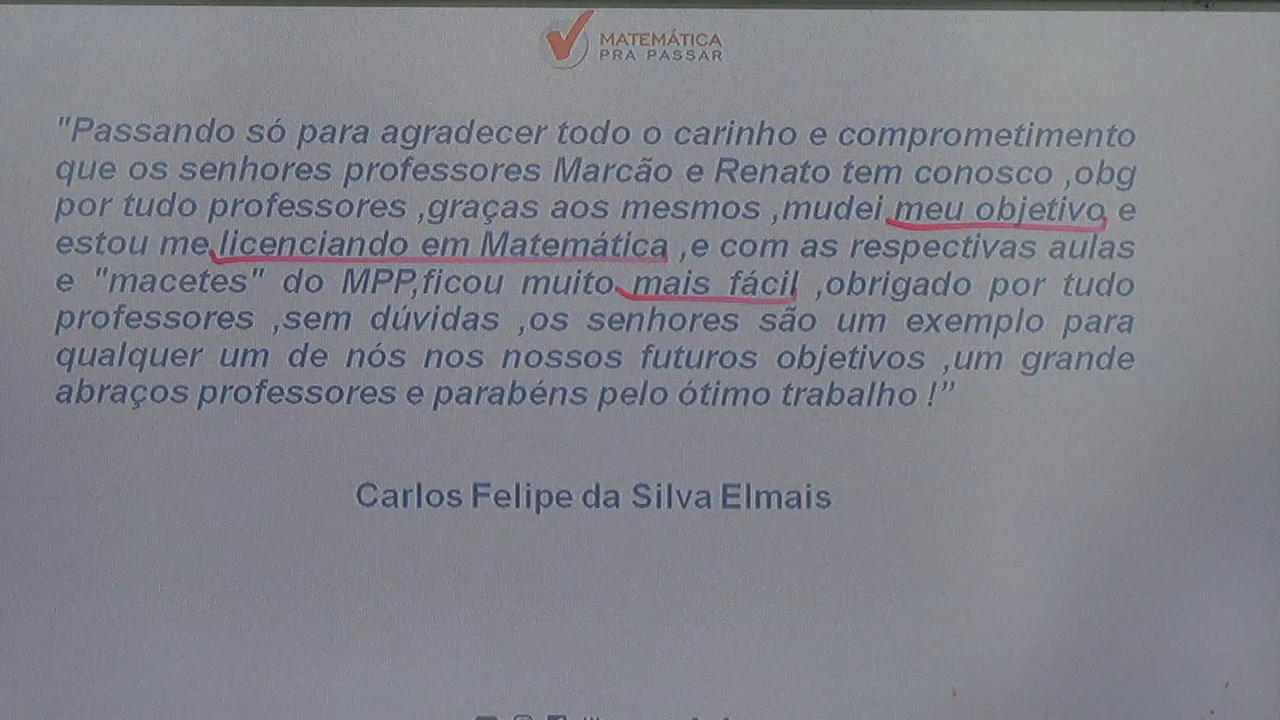 MATEMÁTICA
PRA PASSAR
"Passando só para agradecer todo o carinho e comprometimento
que os senhores professores Marcão e Renato tem conosco ,obg
por tudo professores ,graças aos mesmos ,mudei meu objetivo e
estou me licenciando em Matemática ,e com as respectivas aulas
e "macetes" do MPP,ficou muito mais fácil ,obrigado por tudo
professores ,sem dúvidas ,os senhores são um exemplo para
qualquer um de nós nos nossos futuros objetivos ,um grande
abraços professores e parabéns pelo ótimo trabalho !”
Carlos Felipe da Silva Elmais